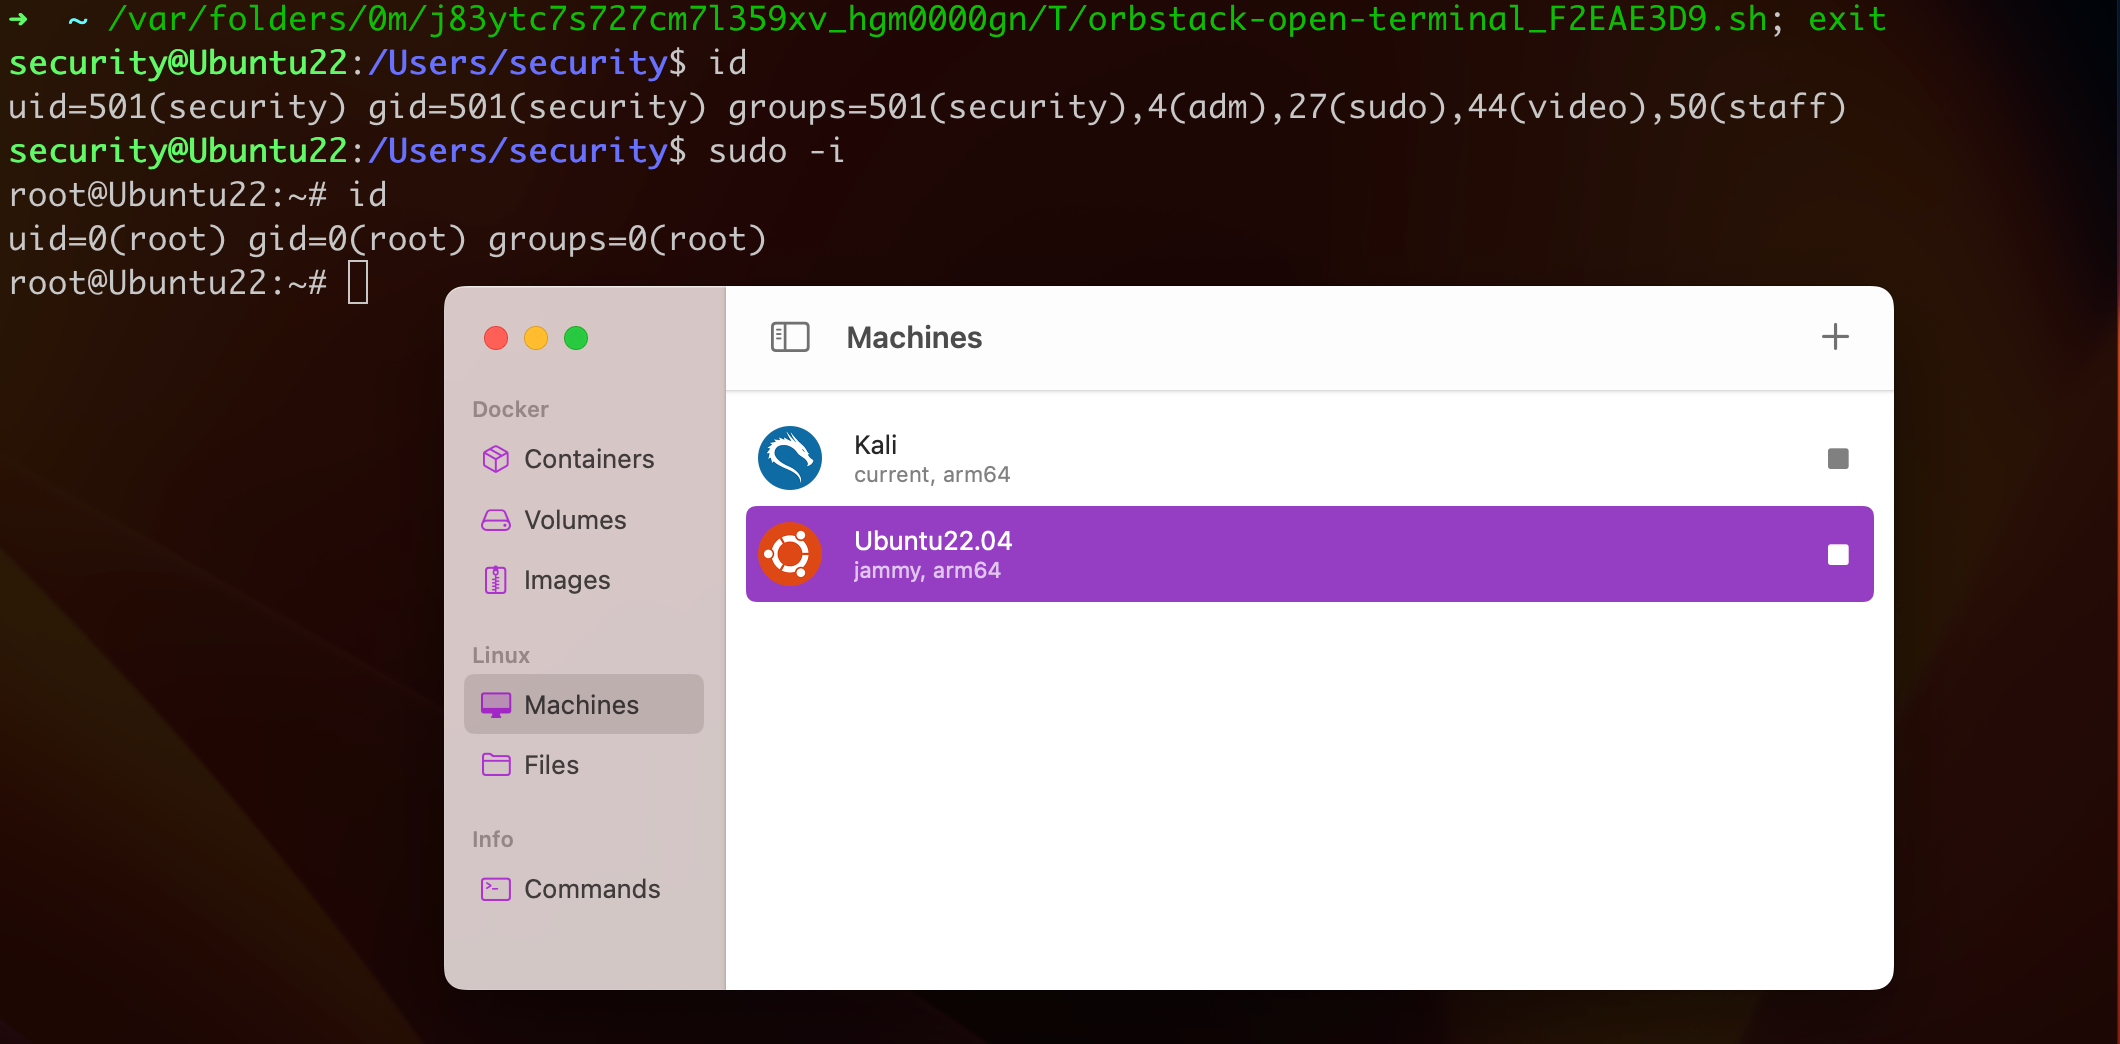 ➜  ~ /var/folders/0m/j83ytc7s727cm7l359xv_hgm0000gn/T/orbstack-open-terminal_F2EAE3D9.sh; exit
security@Ubuntu22:/Users/security$ id
uid=501(security) gid=501(security) groups=501(security),4(adm),27(sudo),44(video),50(staff)
security@Ubuntu22:/Users/security$ sudo -i
root@Ubuntu22:~# id
uid=0(root) gid=0(root) groups=0(root)
root@Ubuntu22:~#
Docker
Containers
Volumes
Images
Linux
Machines
Files
Info
Commands
Machines
Kali
current, arm64
Ubuntu22.04
jammy, arm64